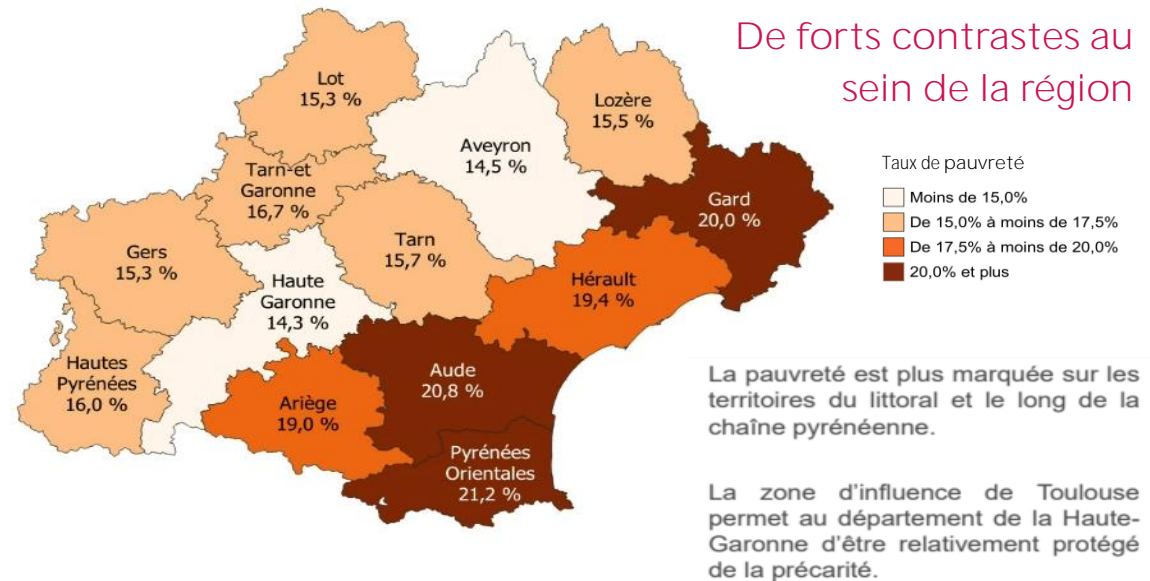 De forts contrastes au
sein de la région
Lot
15,3 %
Lozère
15,5 %
Aveyron
14,5 %
Tarn-et
Garonne
16,7 %
Gard
20,0 %
Tarn
15,7 %
Gers
15,3 %
Haute
Garonne
14,3 %
Hérault
19,4 %
Hautes
Pyrénées
16,0 %
Aude
20,8 %
Ariège
19,0 %
Pyrénées
Orientales
21,2 %
Taux de pauvreté
Moins de 15,0%
De 15,0% à moins de 17,5%
De 17,5% à moins de 20,0%
20,0% et plus
La pauvreté est plus marquée sur les
territoires du littoral et le long de la
chaîne pyrénéenne.
La zone d'influence de Toulouse
permet au département de la Haute-
Garonne d'être relativement protégé
de la précarité.